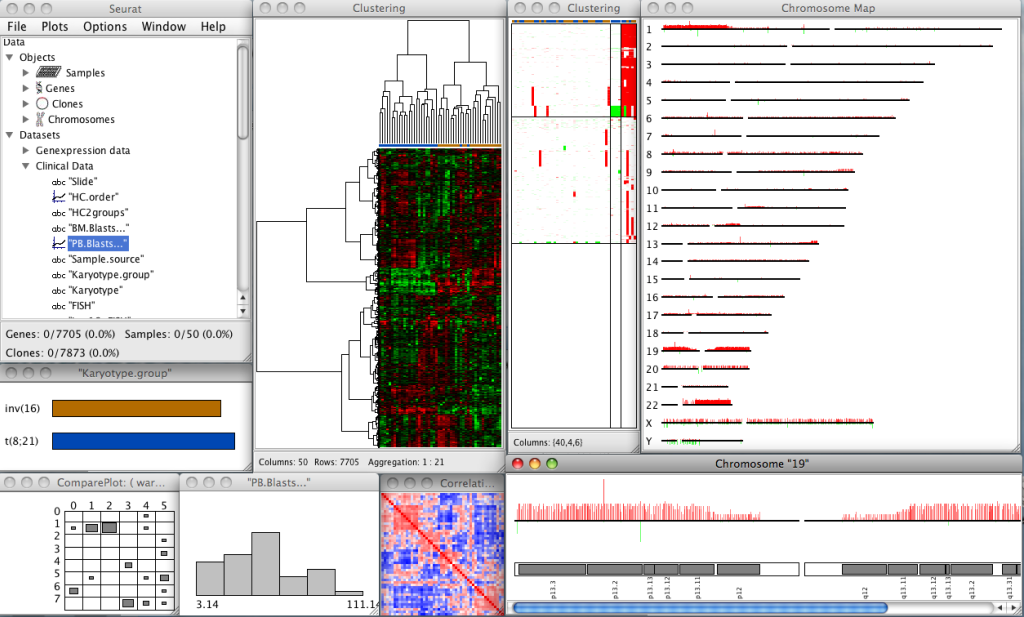 Seurat
File Plots Options Window Help
Data
Objects
Samples
Genes
Clones
Chromosomes
Datasets
Genexpression data
Clinical Data
abc "Slide"
"HC.order"
abc "HC2groups"
abc "BM.Blasts..."
"PB.Blasts..."
abc "Sample.source"
abc "Karyotype.group"
abc "Karyotype"
abc "FISH"
Genes: 0/7705 (0.0%) Samples: 0/50 (0.0%)
Clones: 0/7873 (0.0%)
"Karyotype.group"
inv(16)
t(8;21)
Clustering
Columns: 50 Rows: 7705 Aggregation: 1 : 21
Clustering
Columns: (40,4,6)
Chromosome Map
1
2
3
4
5
6
7
8
9
10
11
12
13
14
15
16
17
18
19
20
21
22
X
Y
ComparePlot: ( war...
0 1 2 3 4 5
0
1
2
3
4
5
6
7
"PB.Blasts..."
3.14 111.14
Correlati...
Chromosome "19"
p13.3 p13.2 p13.13 p13.12 p13.11 p12 q12 q13.11 q13.12 q13.13 q13.2 q13.31